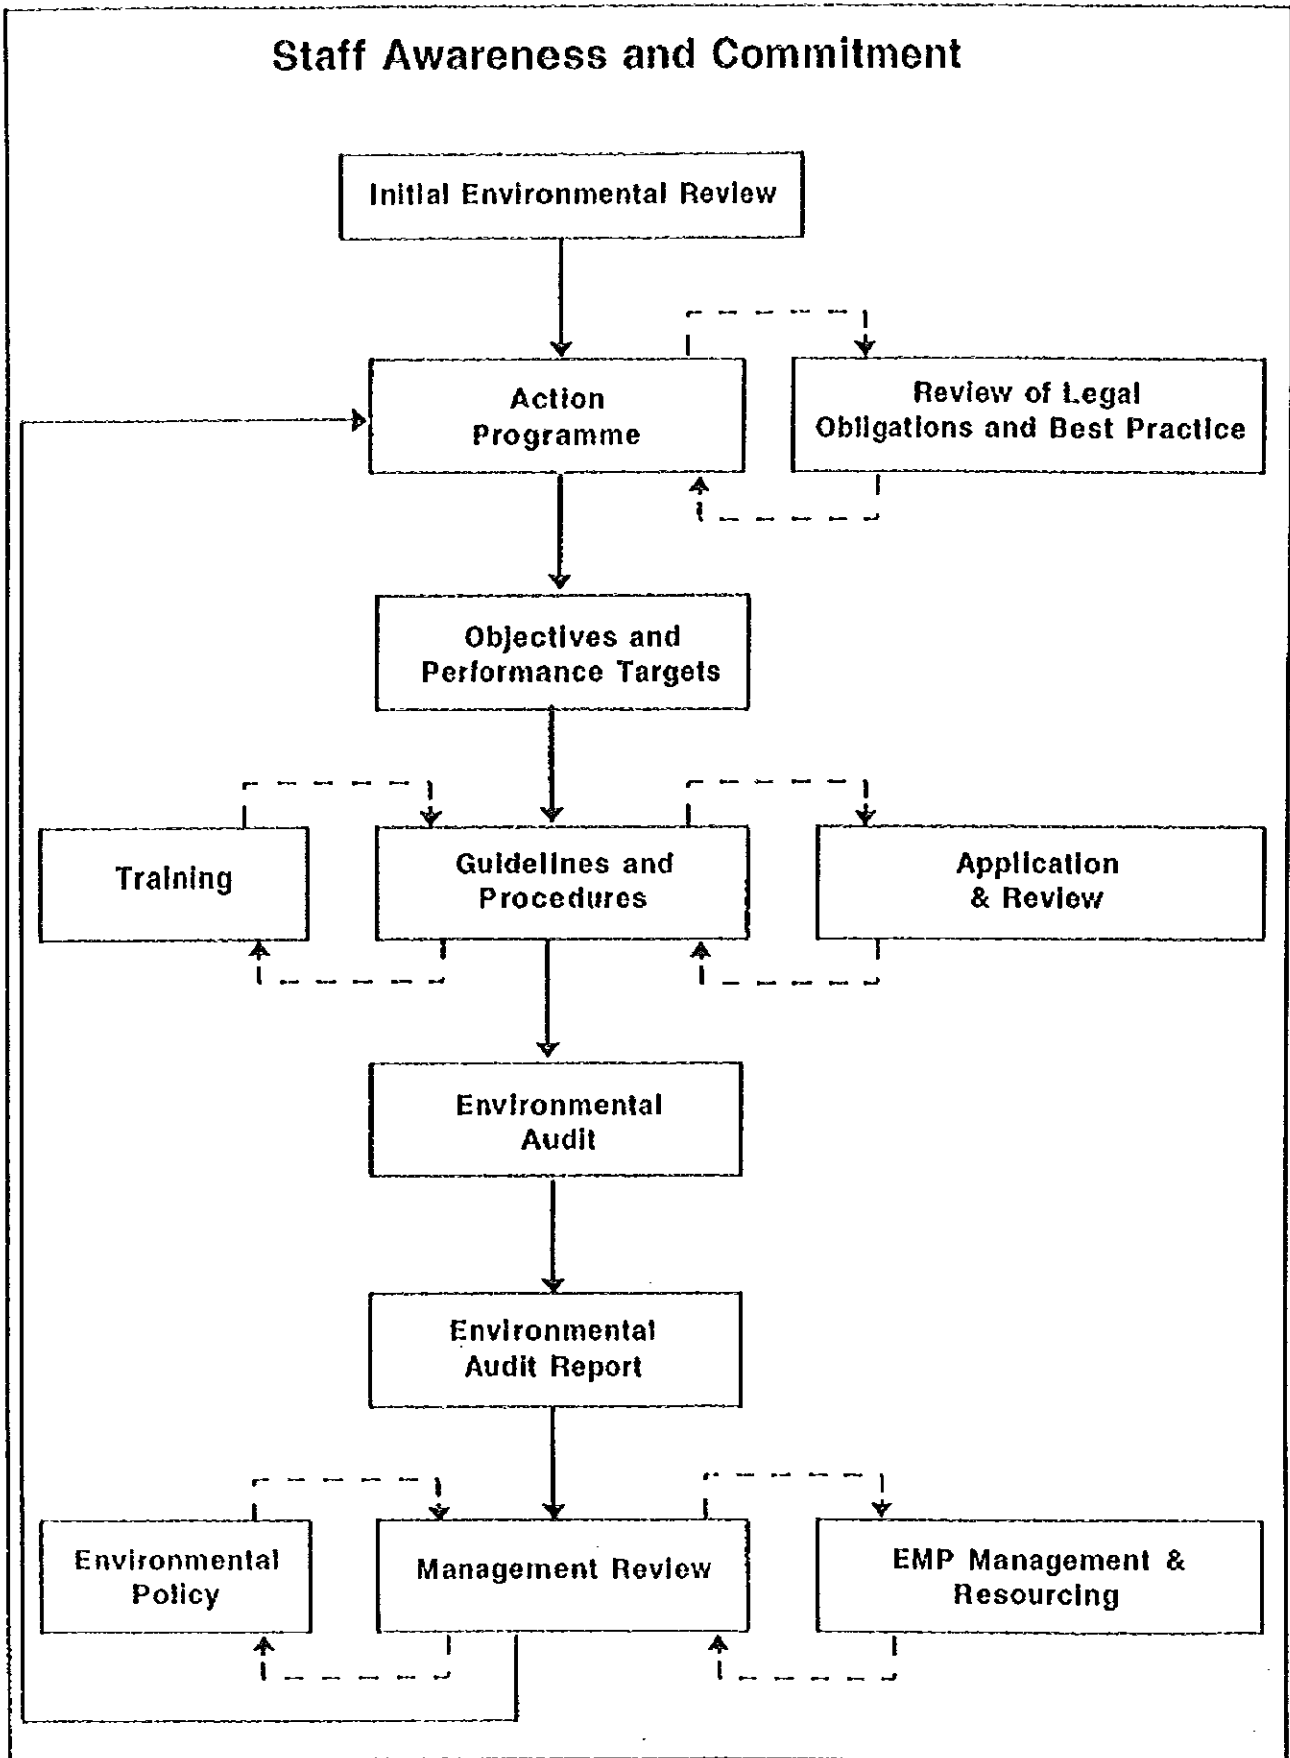 Staff Awareness and Commitment
Initial Environmental Review
Action
Programme
Review of Legal
Obligations and Best Practice
Objectives and
Performance Targets
Training
Guidelines and
Procedures
Application
& Review
Environmental
Audit
Environmental
Audit Report
Environmental
Policy
Management Review
EMP Management &
Resourcing